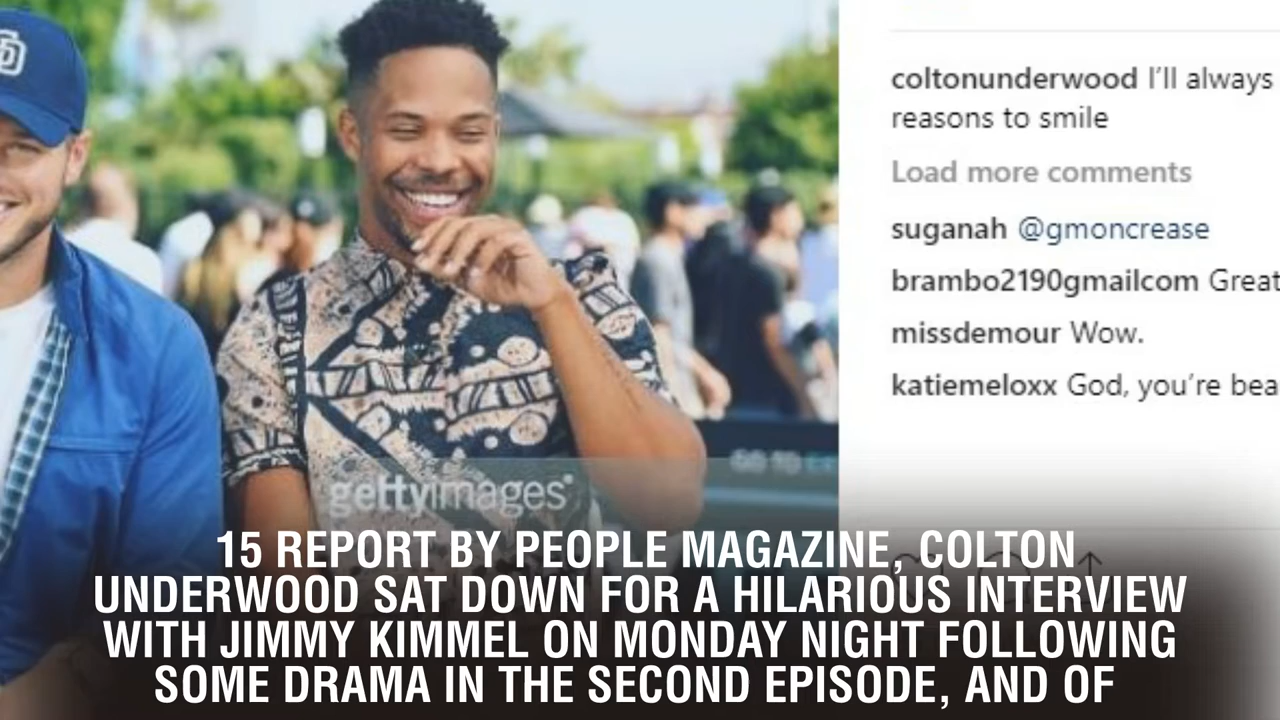 coltonunderwood I'll always
reasons to smile
Load more comments
suganah @gmoncrease
brambo2190gmailcom Great
missdemour Wow.
katiemeloxx God, you're bea
GO TO
gettyimages
15 REPORT BY PEOPLE MAGAZINE, COLTON
UNDERWOOD SAT DOWN FOR A HILARIOUS INTERVIEW
WITH JIMMY KIMMEL ON MONDAY NIGHT FOLLOWING
SOME DRAMA IN THE SECOND EPISODE, AND OF